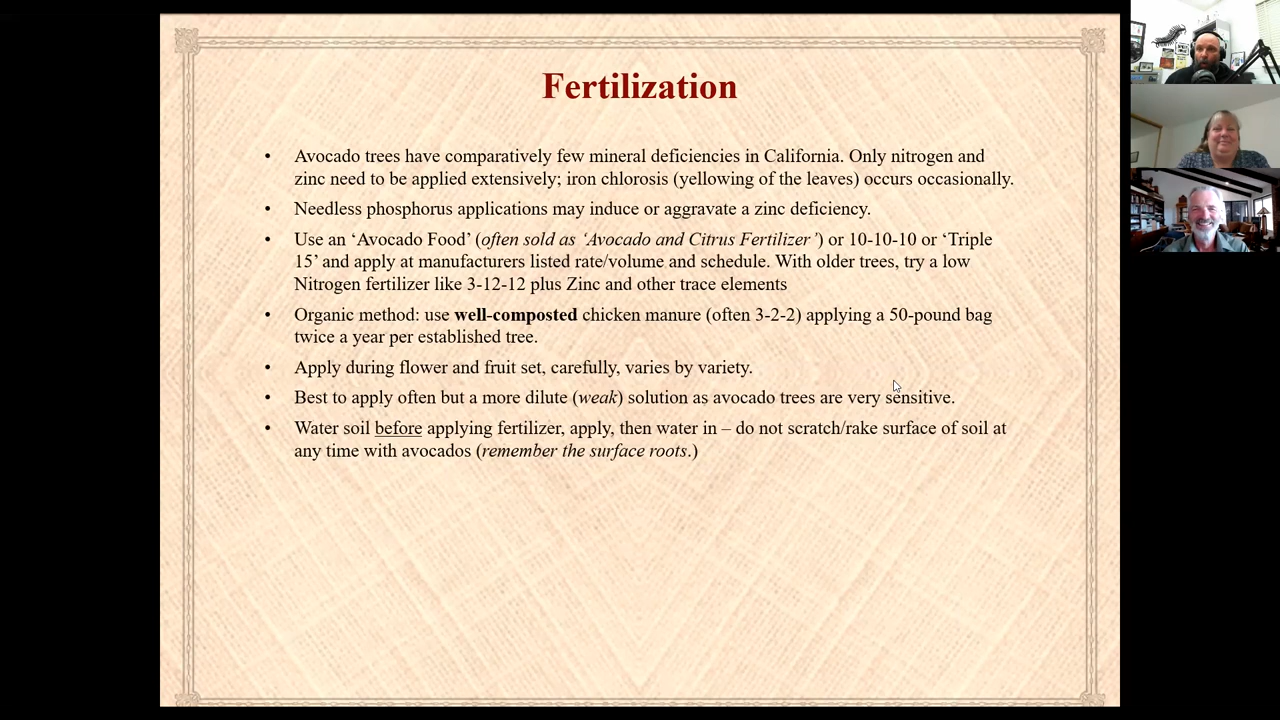 Fertilization
• Avocado trees have comparatively few mineral deficiencies in California. Only nitrogen and
zinc need to be applied extensively; iron chlorosis (yellowing of the leaves) occurs occasionally.
• Needless phosphorus applications may induce or aggravate a zinc deficiency.
• Use an ‘Avocado Food’ (often sold as ‘Avocado and Citrus Fertilizer’) or 10-10-10 or ‘Triple
15’ and apply at manufacturers listed rate/volume and schedule. With older trees, try a low
Nitrogen fertilizer like 3-12-12 plus Zinc and other trace elements
• Organic method: use well-composted chicken manure (often 3-2-2) applying a 50-pound bag
twice a year per established tree.
• Apply during flower and fruit set, carefully, varies by variety.
• Best to apply often but a more dilute (weak) solution as avocado trees are very sensitive.
• Water soil before applying fertilizer, apply, then water in – do not scratch/rake surface of soil at
any time with avocados (remember the surface roots.)